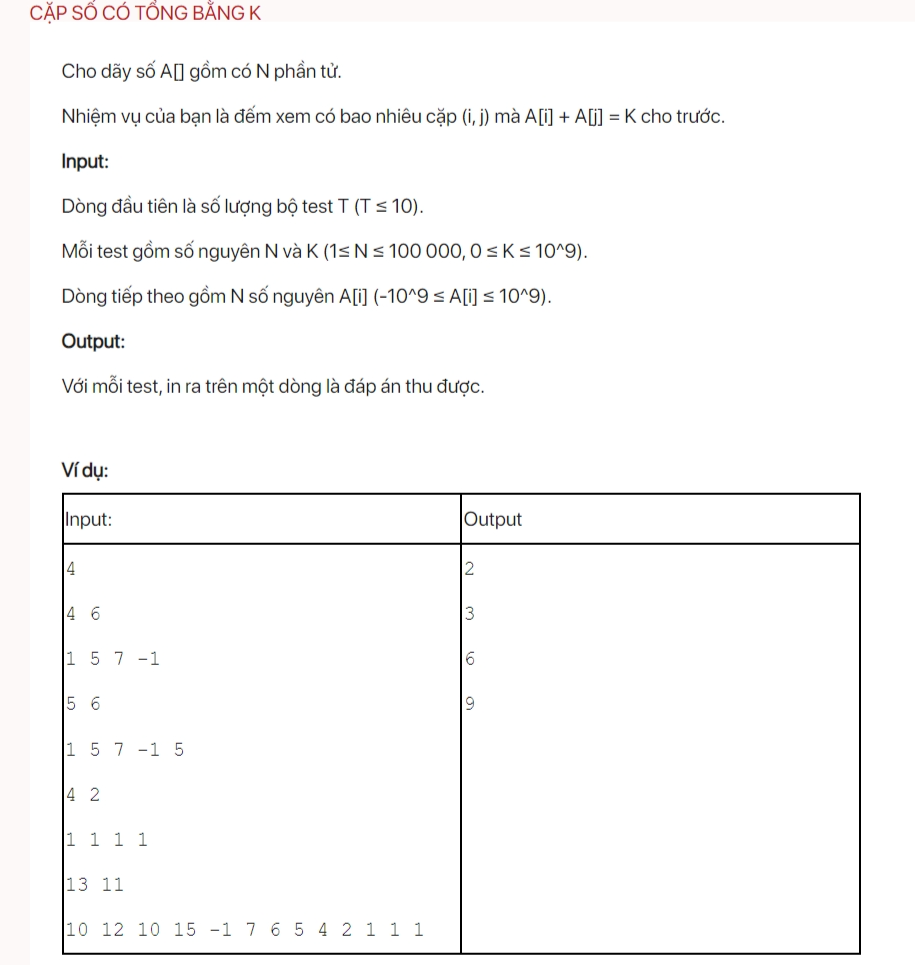 CẶP SỐ CÓ TỔNG BẰNG K
Cho dãy số A[] gồm có N phần tử.
Nhiệm vụ của bạn là đếm xem có bao nhiêu cặp (i, j) mà A[i] + A[j] = K cho trước.
Input:
Dòng đầu tiên là số lượng bộ test T (T ≤ 10).
Mỗi test gồm số nguyên N và K (1≤ N ≤ 100 000, 0 ≤ K ≤ 10^9).
Dòng tiếp theo gồm N số nguyên A[i] (-10^9 ≤ A[i] ≤ 10^9).
Output:
Với mỗi test, in ra trên một dòng là đáp án thu được.
Ví dụ:
Input: Output
4 2
4 6 3
1 5 7 -1 6
5 6 9
1 5 7 -1 5
4 2
1 1 1 1
13 11
10 12 10 15 -1 7 6 5 4 2 1 1 1